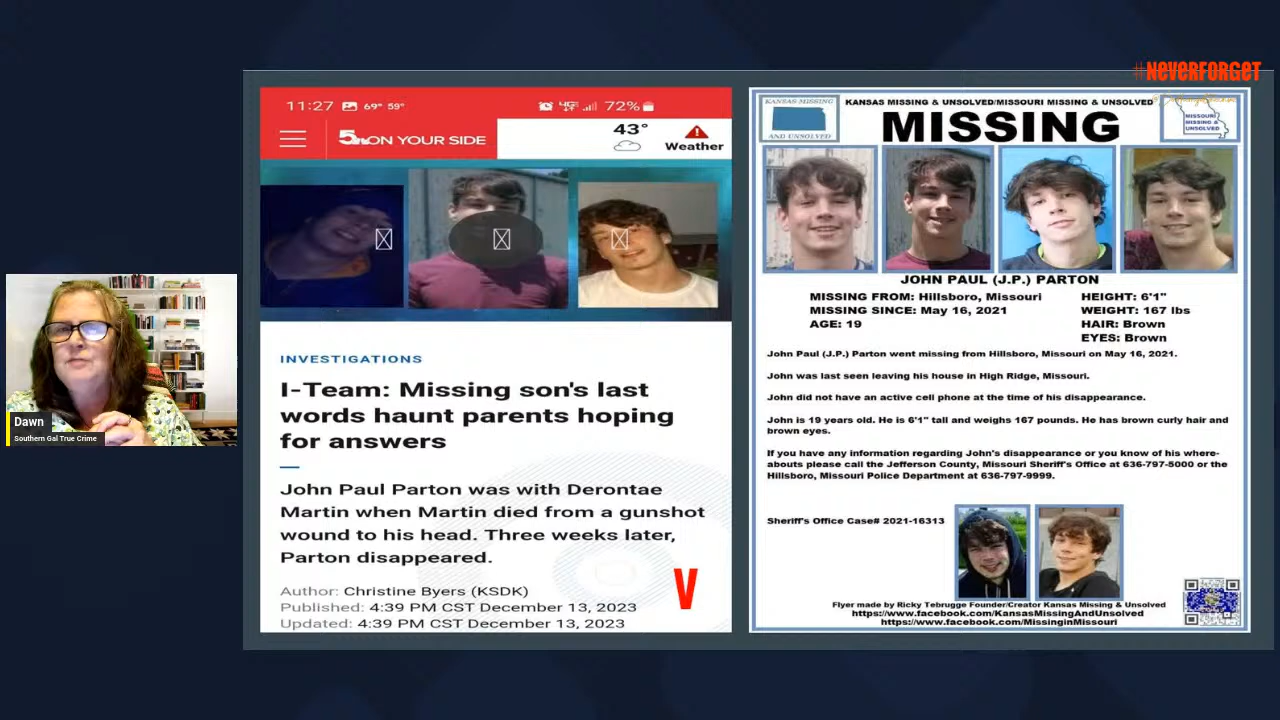 #NEVERFORGET
11:27 69° 59° 72%
5 ON YOUR SIDE
43°
Weather
INVESTIGATIONS
I-Team: Missing son's last
words haunt parents hoping
for answers
John Paul Parton was with Derontae
Martin when Martin died from a gunshot
wound to his head. Three weeks later,
Parton disappeared.
Author: Christine Byers (KSDK)
Published: 4:39 PM CST December 13, 2023
Updated: 4:39 PM CST December 13, 2023
V
KANSAS MISSING
AND UNSOLVED
KANSAS MISSING & UNSOLVED/MISSOURI MISSING & UNSOLVED
MISSOURI
MISSING &
UNSOLVED
MISSING
JOHN PAUL (J.P.) PARTON
MISSING FROM: Hillsboro, Missouri
MISSING SINCE: May 16, 2021
AGE: 19
HEIGHT: 6'1"
WEIGHT: 167 lbs
HAIR: Brown
EYES: Brown
John Paul (J.P.) Parton went missing from Hillsboro, Missouri on May 16, 2021.
John was last seen leaving his house in High Ridge, Missouri.
John did not have an active cell phone at the time of his disappearance.
John is 19 years old. He is 6'1" tall and weighs 167 pounds. He has brown curly hair and
brown eyes.
If you have any information regarding John's disappearance or you know of his where-
abouts please call the Jefferson County, Missouri Sheriff's Office at 636-797-5000 or the
Hillsboro, Missouri Police Department at 636-797-9999.
Sheriff's Office Case# 2021-16313
Flyer made by Ricky Tebrugge Founder/Creator Kansas Missing & Unsolved
https://www.facebook.com/KansasMissingAndUnsolved
https://www.facebook.com/MissinginMissouri
Dawn
Southern Gal True Crime